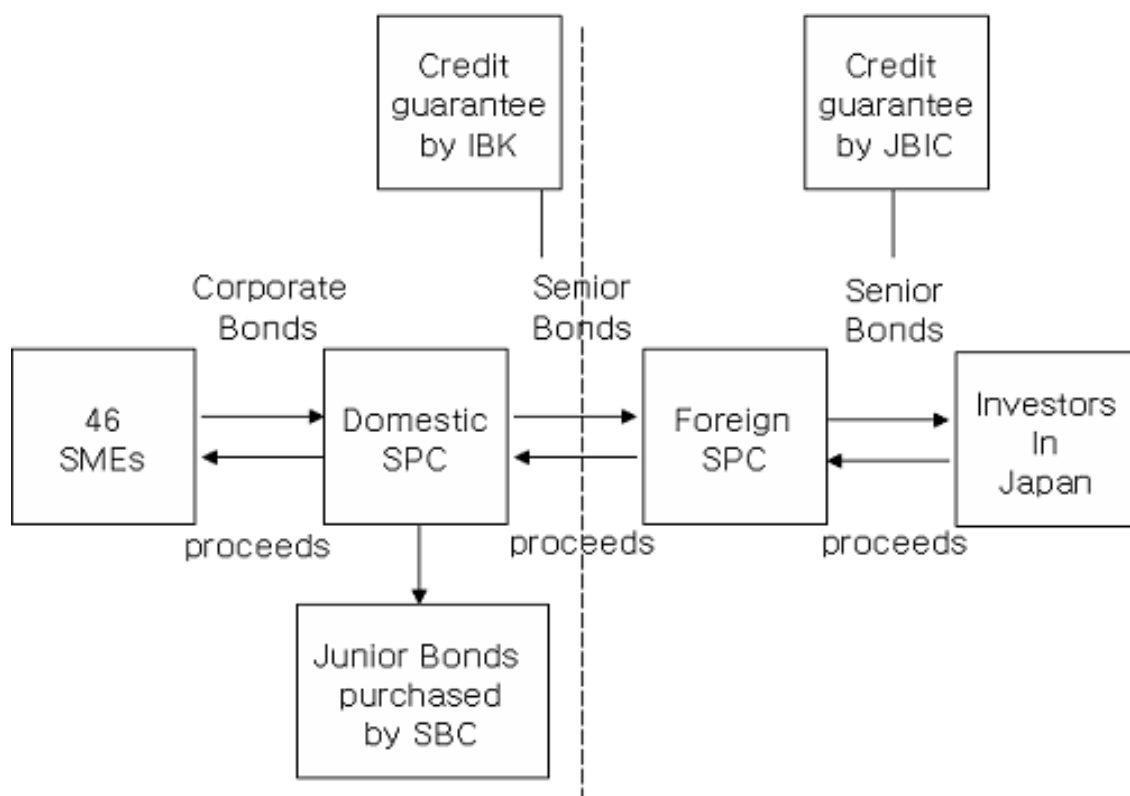 Credit
guarantee
by IBK
Credit
guarantee
by JBIC
Corporate
Bonds
Senior
Bonds
Senior
Bonds
46
SMEs
Domestic
SPC
Foreign
SPC
Investors
In
Japan
proceeds
proceeds
proceeds
Junior Bonds
purchased
by SBC